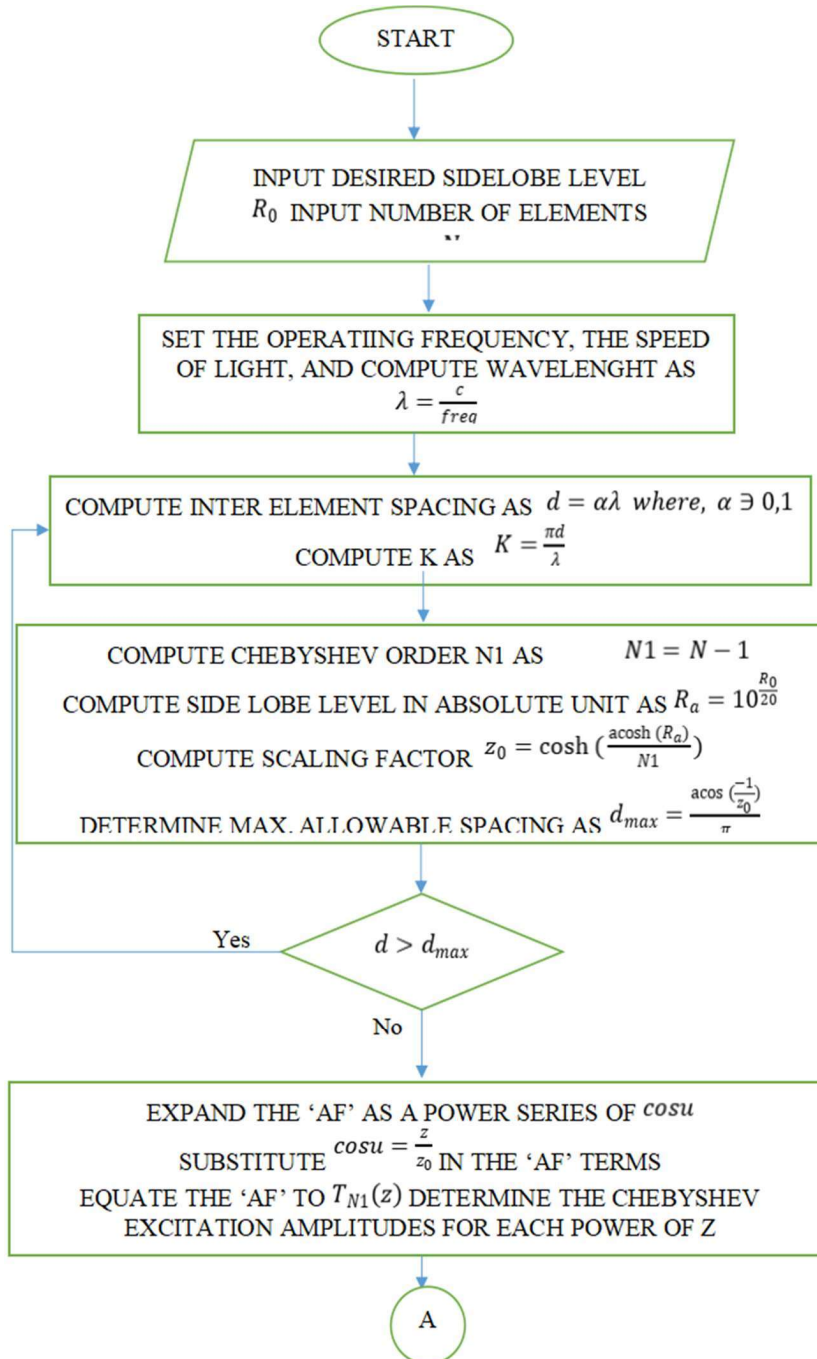 START
INPUT DESIRED SIDELOBE LEVEL
R₀ INPUT NUMBER OF ELEMENTS
SET THE OPERATIING FREQUENCY, THE SPEED
OF LIGHT, AND COMPUTE WAVELENGHT AS
λ = c/freq
COMPUTE INTER ELEMENT SPACING AS d = αλ where, α ∋ 0,1
COMPUTE K AS K = πd/λ
COMPUTE CHEBYSHEV ORDER N1 AS N1 = N − 1
COMPUTE SIDE LOBE LEVEL IN ABSOLUTE UNIT AS Rₐ = 10^(R₀/20)
COMPUTE SCALING FACTOR z₀ = cosh (acosh (Rₐ)/N1)
DETERMINE MAX. ALLOWABLE SPACING AS dₘₐₓ = acos (−1/z₀)/π
Yes
d > dₘₐₓ
No
EXPAND THE ‘AF’ AS A POWER SERIES OF cosu
SUBSTITUTE cosu = z/z₀ IN THE ‘AF’ TERMS
EQUATE THE ‘AF’ TO T_N1(z) DETERMINE THE CHEBYSHEV
EXCITATION AMPLITUDES FOR EACH POWER OF Z
A